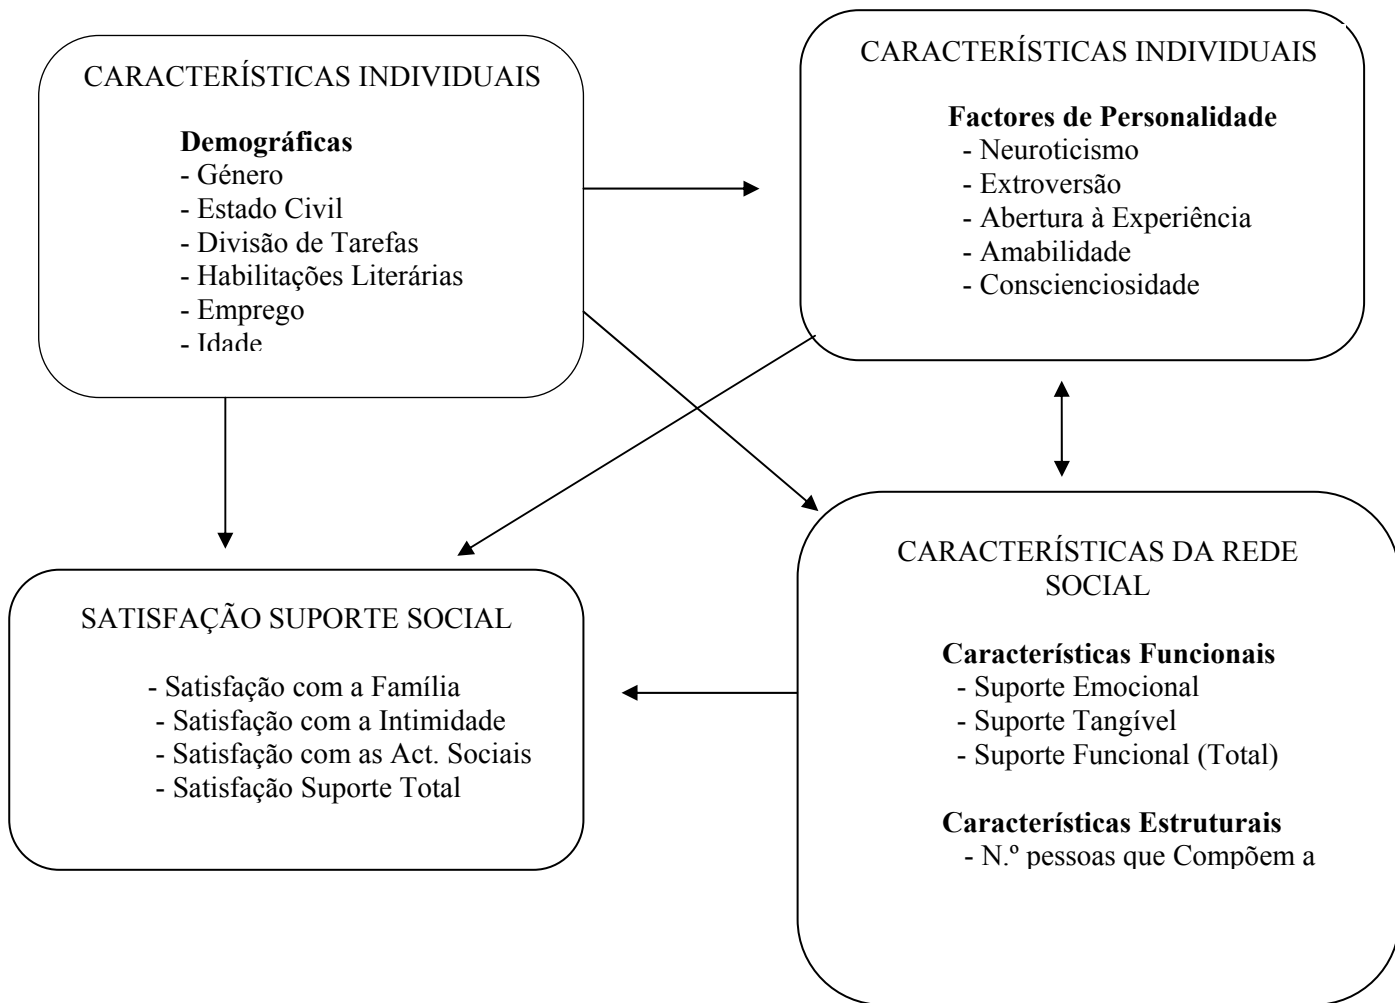 CARACTERÍSTICAS INDIVIDUAIS
Demográficas
- Género
- Estado Civil
- Divisão de Tarefas
- Habilitações Literárias
- Emprego
- Idade
CARACTERÍSTICAS INDIVIDUAIS
Factores de Personalidade
- Neuroticismo
- Extroversão
- Abertura à Experiência
- Amabilidade
- Conscienciosidade
SATISFAÇÃO SUPORTE SOCIAL
- Satisfação com a Família
- Satisfação com a Intimidade
- Satisfação com as Act. Sociais
- Satisfação Suporte Total
CARACTERÍSTICAS DA REDE
SOCIAL
Características Funcionais
- Suporte Emocional
- Suporte Tangível
- Suporte Funcional (Total)
Características Estruturais
- N.º pessoas que Compõem a